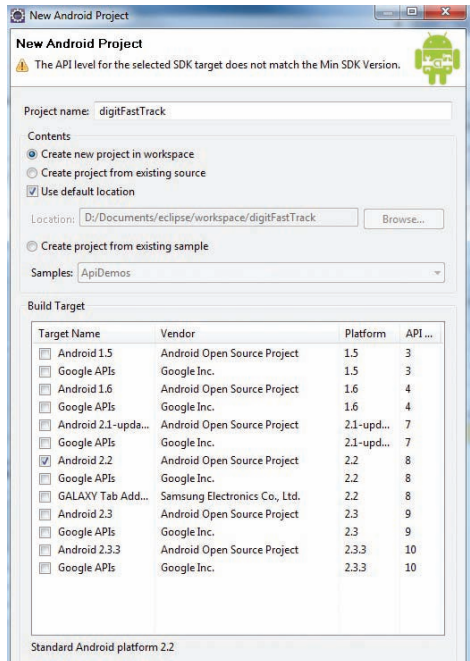 New Android Project
New Android Project
The API level for the selected SDK target does not match the Min SDK Version.
Project name: digitFastTrack
Contents
Create new project in workspace
Create project from existing source
Use default location
Location: D:/Documents/eclipse/workspace/digitFastTrack Browse...
Create project from existing sample
Samples: ApiDemos
Build Target
Target Name Vendor Platform API ...
Android 1.5 Android Open Source Project 1.5 3
Google APIs Google Inc. 1.5 3
Android 1.6 Android Open Source Project 1.6 4
Google APIs Google Inc. 1.6 4
Android 2.1-upda... Android Open Source Project 2.1-upd... 7
Google APIs Google Inc. 2.1-upd... 7
Android 2.2 Android Open Source Project 2.2 8
Google APIs Google Inc. 2.2 8
GALAXY Tab Add... Samsung Electronics Co., Ltd. 2.2 8
Android 2.3 Android Open Source Project 2.3 9
Google APIs Google Inc. 2.3 9
Android 2.3.3 Android Open Source Project 2.3.3 10
Google APIs Google Inc. 2.3.3 10
Standard Android platform 2.2